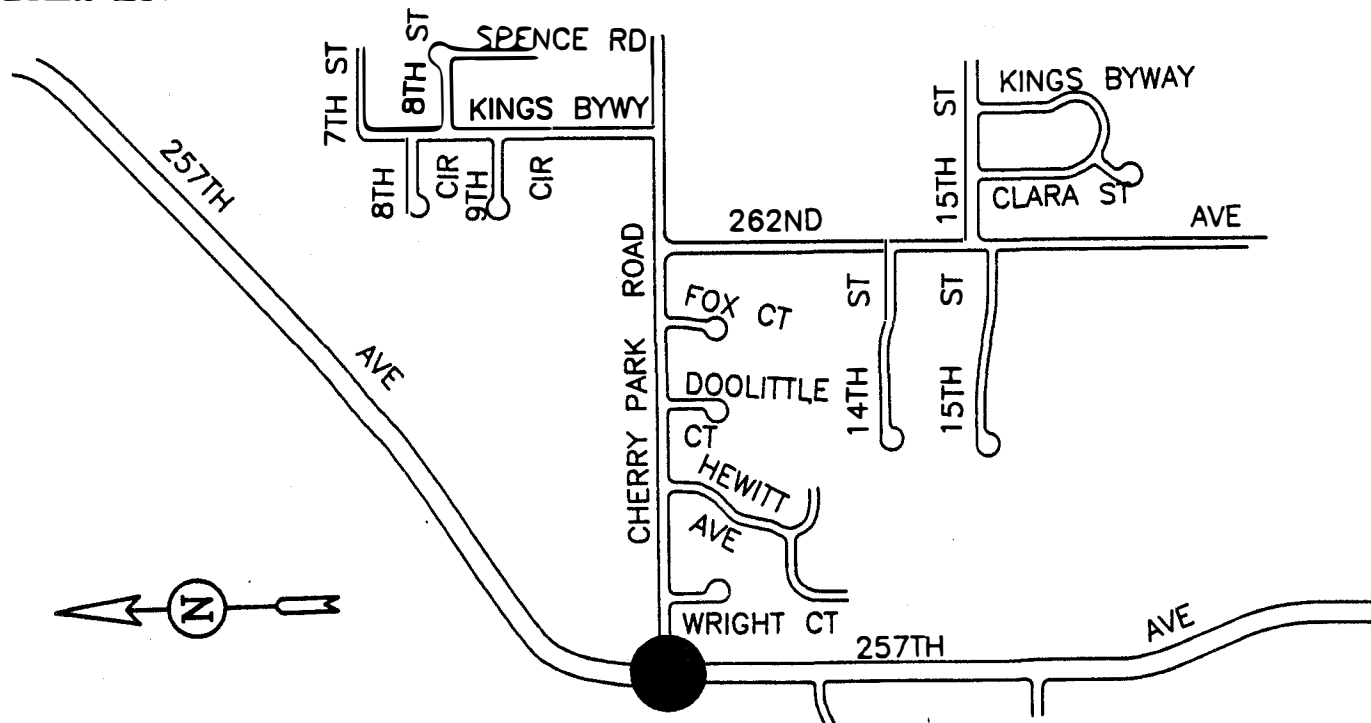 SPENCE RD
7TH ST
8TH ST
KINGS BYWY
KINGS BYWAY
257TH
8TH
CIR
9TH
CIR
15TH ST
CLARA ST
262ND
AVE
CHERRY PARK ROAD
FOX CT
14TH ST
15TH ST
AVE
DOOLITTLE
CT
HEWITT
AVE
N
WRIGHT CT
257TH
AVE